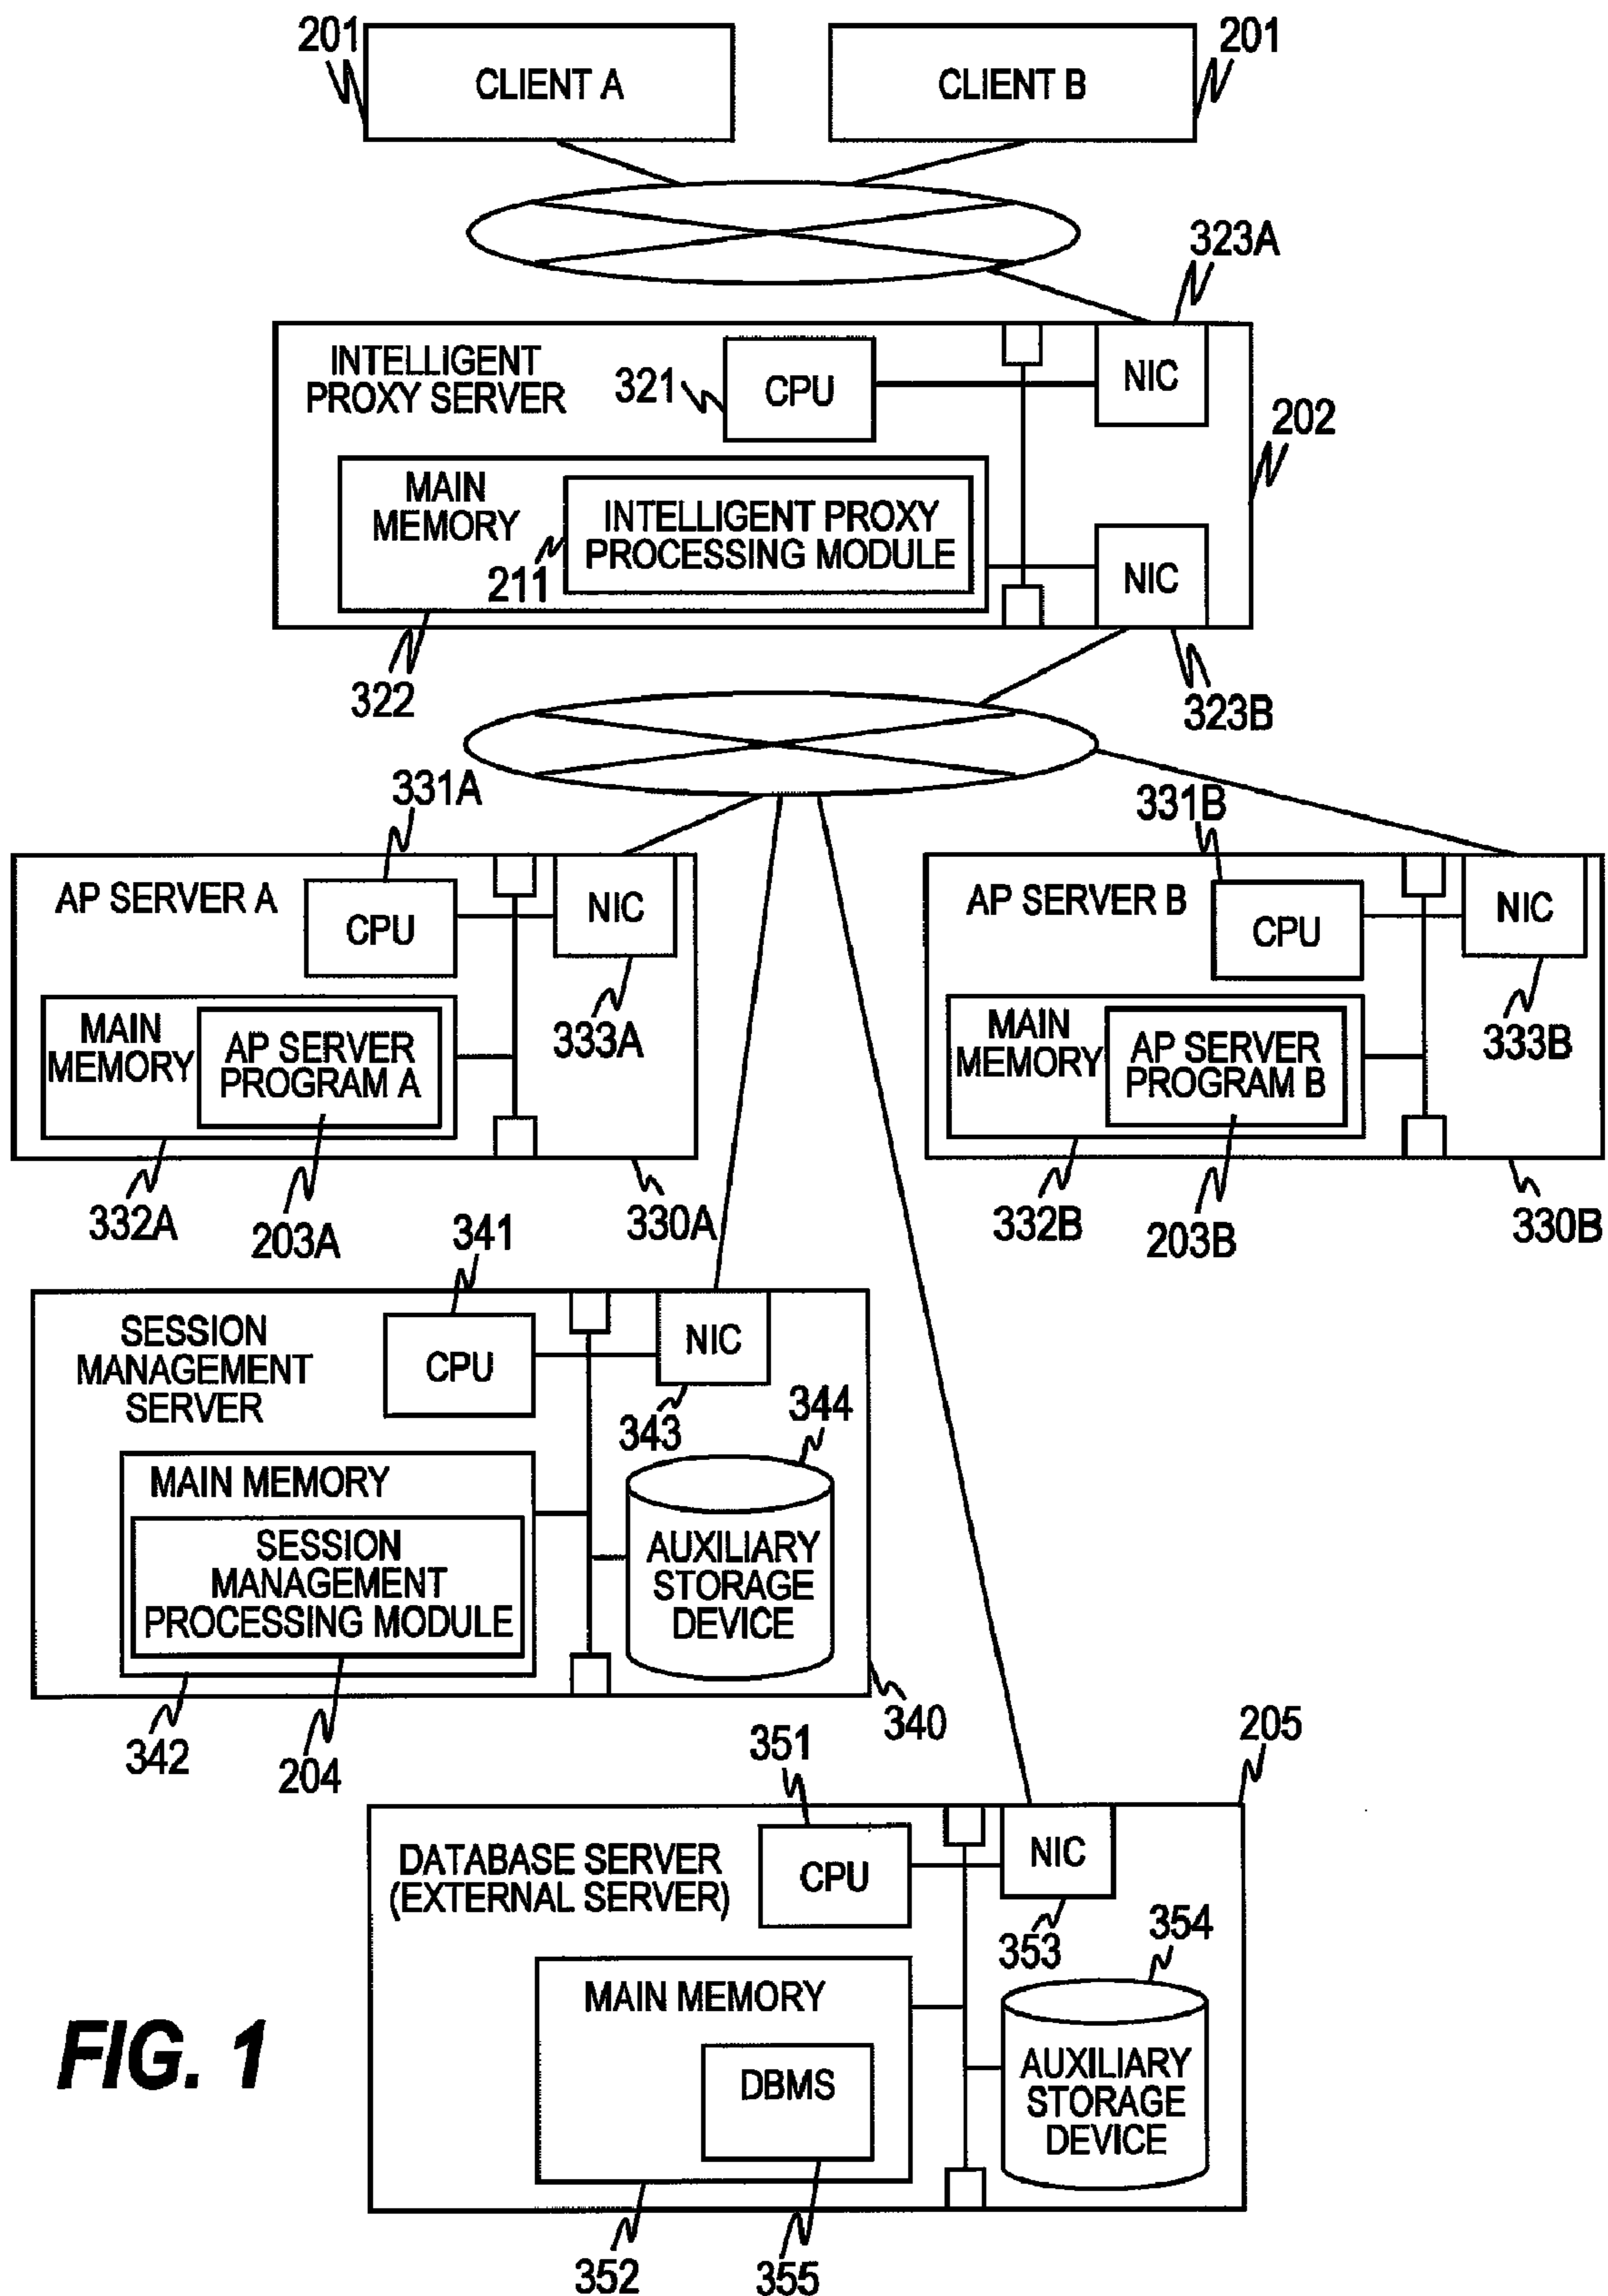 201
CLIENT A
CLIENT B
201
323A
INTELLIGENT
PROXY SERVER
321
CPU
NIC
202
MAIN
MEMORY
INTELLIGENT PROXY
PROCESSING MODULE
211
NIC
322
323B
331A
331B
AP SERVER A
CPU
NIC
AP SERVER B
CPU
NIC
MAIN
MEMORY
AP SERVER
PROGRAM A
333A
MAIN
MEMORY
AP SERVER
PROGRAM B
333B
332A
203A
330A
332B
203B
330B
341
SESSION
MANAGEMENT
SERVER
CPU
NIC
343
344
MAIN MEMORY
SESSION
MANAGEMENT
PROCESSING MODULE
AUXILIARY
STORAGE
DEVICE
342
204
340
351
205
DATABASE SERVER
(EXTERNAL SERVER)
CPU
NIC
353
354
MAIN MEMORY
DBMS
AUXILIARY
STORAGE
DEVICE
352
355
FIG. 1